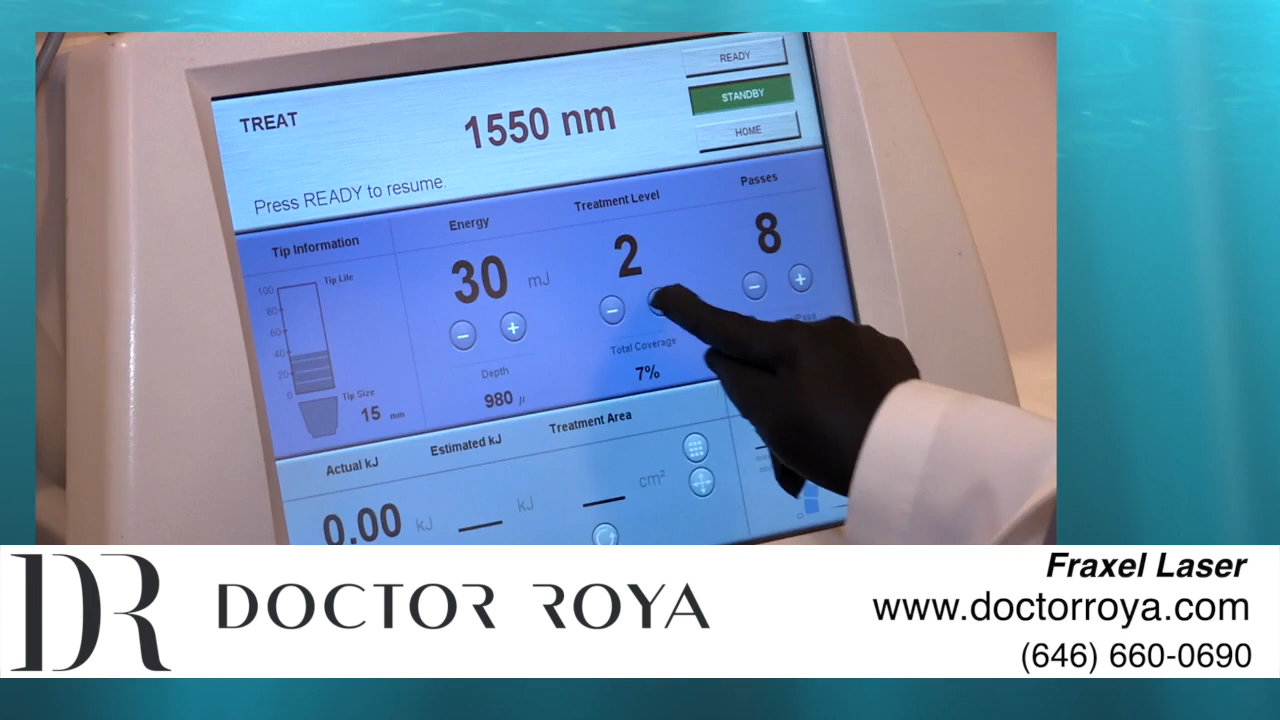 READY
TREAT
1550 nm
STANDBY
HOME
Press READY to resume.
Tip Information
Energy
Treatment Level
Passes
Tip Life
100
80
60
40
20
0
30 mJ
2
8
Depth
980 µ
Total Coverage
7%
Pass
Tip Size
15 mm
Actual kJ
Estimated kJ
Treatment Area
0.00 kJ
kJ
cm²
0
DR DOCTOR ROYA
Fraxel Laser
www.doctorroya.com
(646) 660-0690